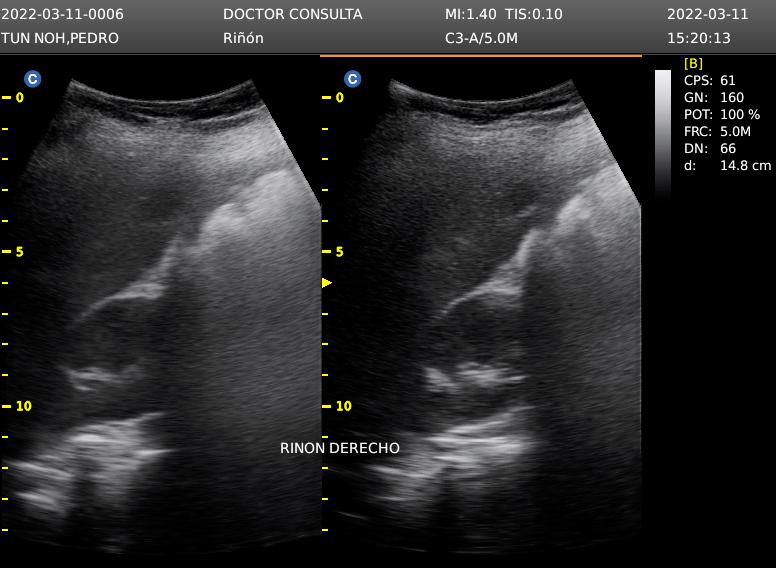 2022-03-11-0006 DOCTOR CONSULTA MI:1.40 TIS:0.10 2022-03-11
TUN NOH,PEDRO Riñón C3-A/5.0M 15:20:13
C
C
0
0
5
5
10
10
RINON DERECHO
[B]
CPS: 61
GN: 160
POT: 100 %
FRC: 5.0M
DN: 66
d: 14.8 cm